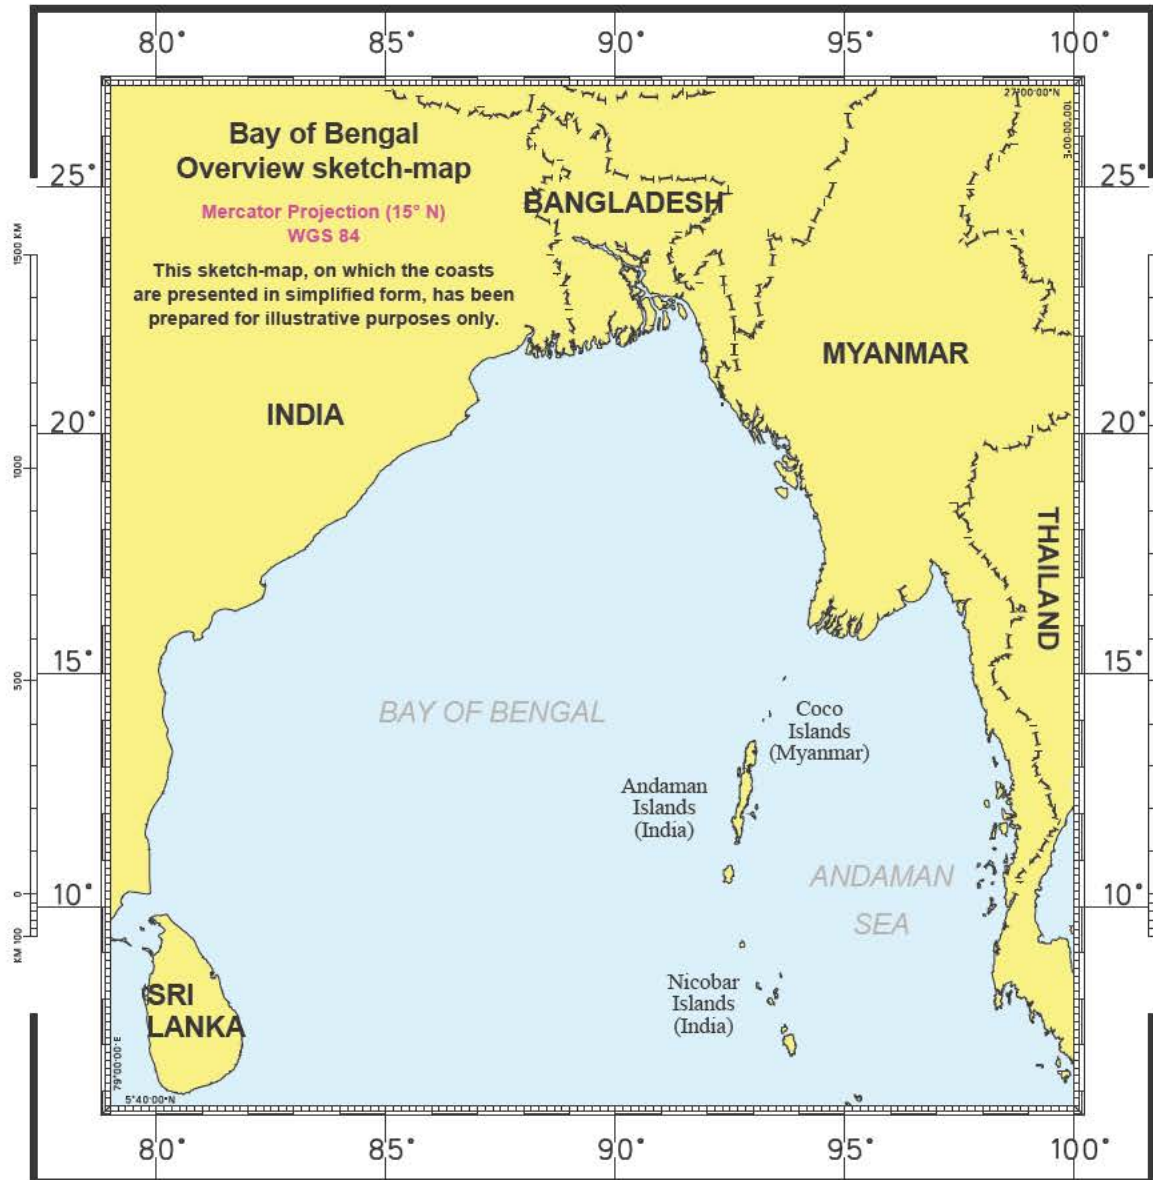 80° 85° 90° 95° 100°
27°00'00"N
100°00'00"E
Bay of Bengal
Overview sketch-map
25° 25°
BANGLADESH
Mercator Projection (15° N)
WGS 84
1500 KM
This sketch-map, on which the coasts
are presented in simplified form, has been
prepared for illustrative purposes only.
MYANMAR
INDIA
20° 20°
1000
THAILAND
15° 15°
500
BAY OF BENGAL
Coco
Islands
(Myanmar)
Andaman
Islands
(India)
ANDAMAN
SEA
10° 10°
0
KM 100
Nicobar
Islands
(India)
SRI
LANKA
79°00'00"E
5°40'00"N
80° 85° 90° 95° 100°